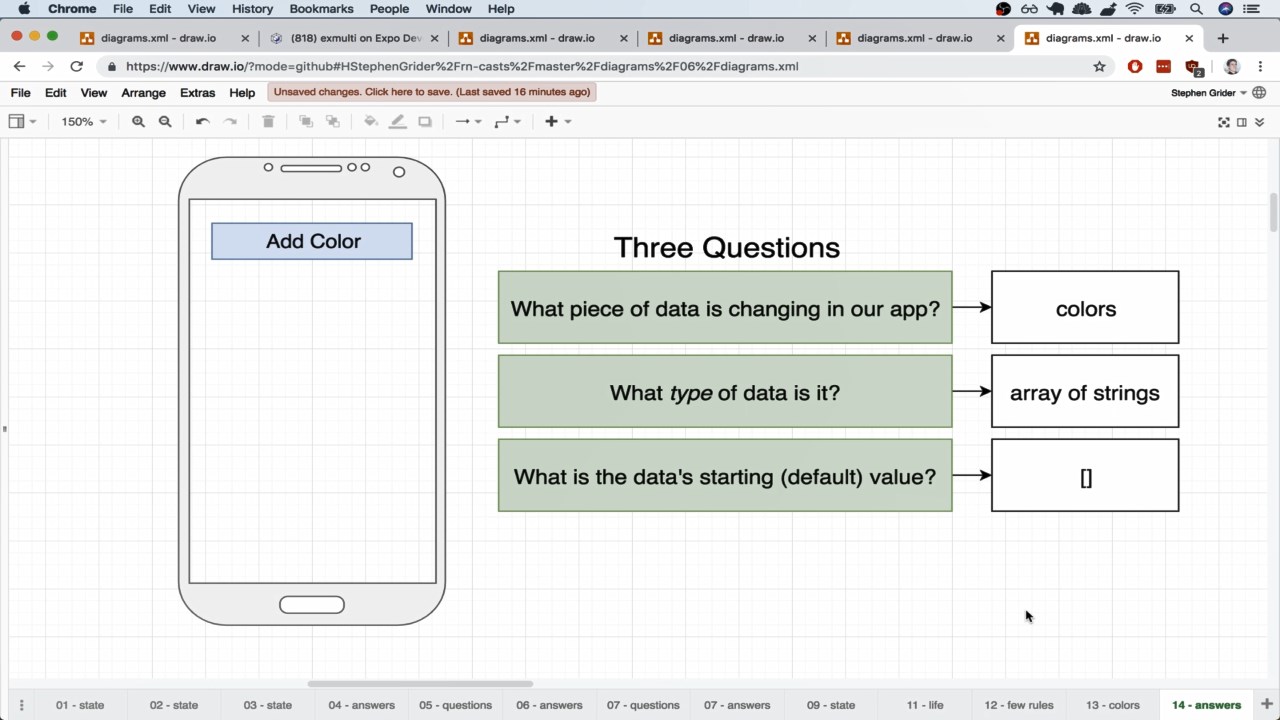 Chrome File Edit View History Bookmarks People Window Help
diagrams.xml - draw.io
(818) exmulti on Expo Dev
diagrams.xml - draw.io
diagrams.xml - draw.io
diagrams.xml - draw.io
diagrams.xml - draw.io
https://www.draw.io/?mode=github#HStephenGrider%2Frn-casts%2Fmaster%2Fdiagrams%2F06%2Fdiagrams.xml
2
File Edit View Arrange Extras Help
Unsaved changes. Click here to save. (Last saved 16 minutes ago)
Stephen Grider
150%
Add Color
Three Questions
What piece of data is changing in our app?
colors
What type of data is it?
array of strings
What is the data's starting (default) value?
[]
01 - state
02 - state
03 - state
04 - answers
05 - questions
06 - answers
07 - questions
07 - answers
09 - state
11 - life
12 - few rules
13 - colors
14 - answers